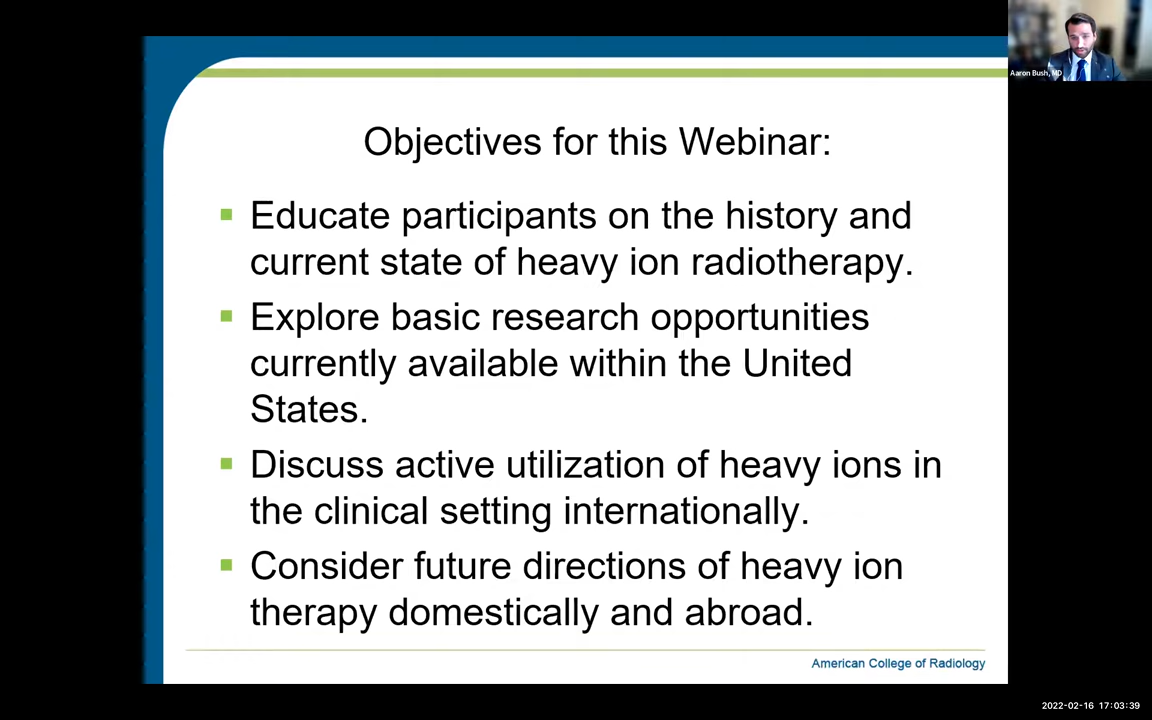 Aaron Bush, MD
Objectives for this Webinar:
Educate participants on the history and
current state of heavy ion radiotherapy.
Explore basic research opportunities
currently available within the United
States.
Discuss active utilization of heavy ions in
the clinical setting internationally.
Consider future directions of heavy ion
therapy domestically and abroad.
American College of Radiology
2022-02-16 17:03:39